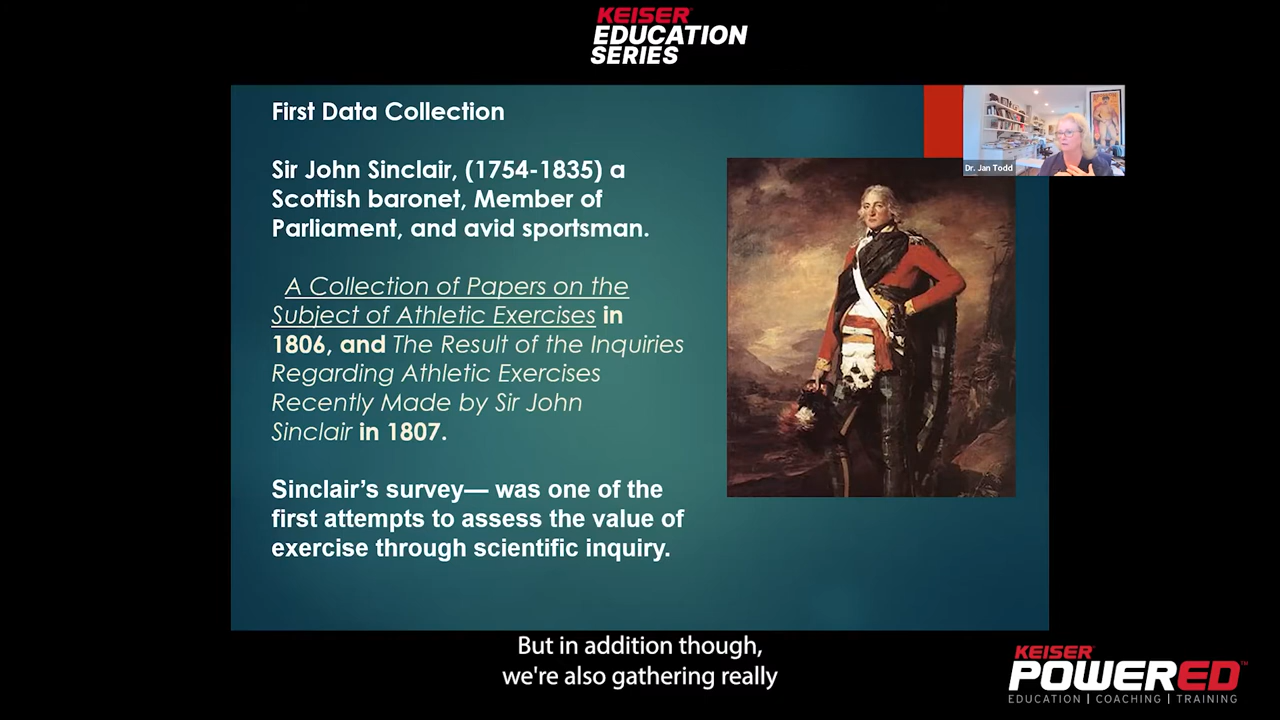 KEISER
EDUCATION
SERIES
First Data Collection
Sir John Sinclair, (1754-1835) a
Scottish baronet, Member of
Parliament, and avid sportsman.
A Collection of Papers on the
Subject of Athletic Exercises in
1806, and The Result of the Inquiries
Regarding Athletic Exercises
Recently Made by Sir John
Sinclair in 1807.
Sinclair's survey— was one of the
first attempts to assess the value of
exercise through scientific inquiry.
Dr. Jan Todd
But in addition though,
we're also gathering really
KEISER
POWERED™
EDUCATION | COACHING | TRAINING